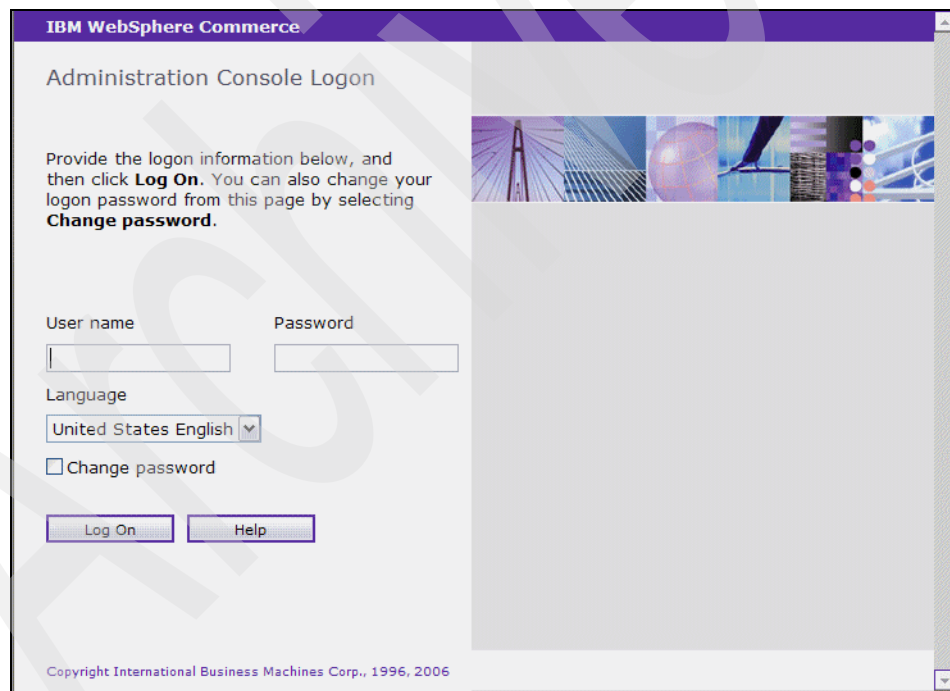 IBM WebSphere Commerce
Administration Console Logon
Provide the logon information below, and
then click Log On. You can also change your
logon password from this page by selecting
Change password.
User name Password
Language
United States English
Change password
Log On Help
Copyright International Business Machines Corp., 1996, 2006